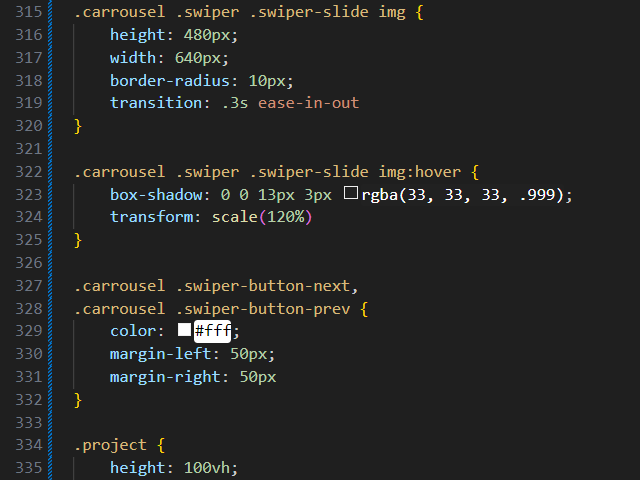 315 .carrousel .swiper .swiper-slide img {
316     height: 480px;
317     width: 640px;
318     border-radius: 10px;
319     transition: .3s ease-in-out
320 }
321
322 .carrousel .swiper .swiper-slide img:hover {
323     box-shadow: 0 0 13px 3px rgba(33, 33, 33, .999);
324     transform: scale(120%)
325 }
326
327 .carrousel .swiper-button-next,
328 .carrousel .swiper-button-prev {
329     color: #fff;
330     margin-left: 50px;
331     margin-right: 50px
332 }
333
334 .project {
335     height: 100vh;